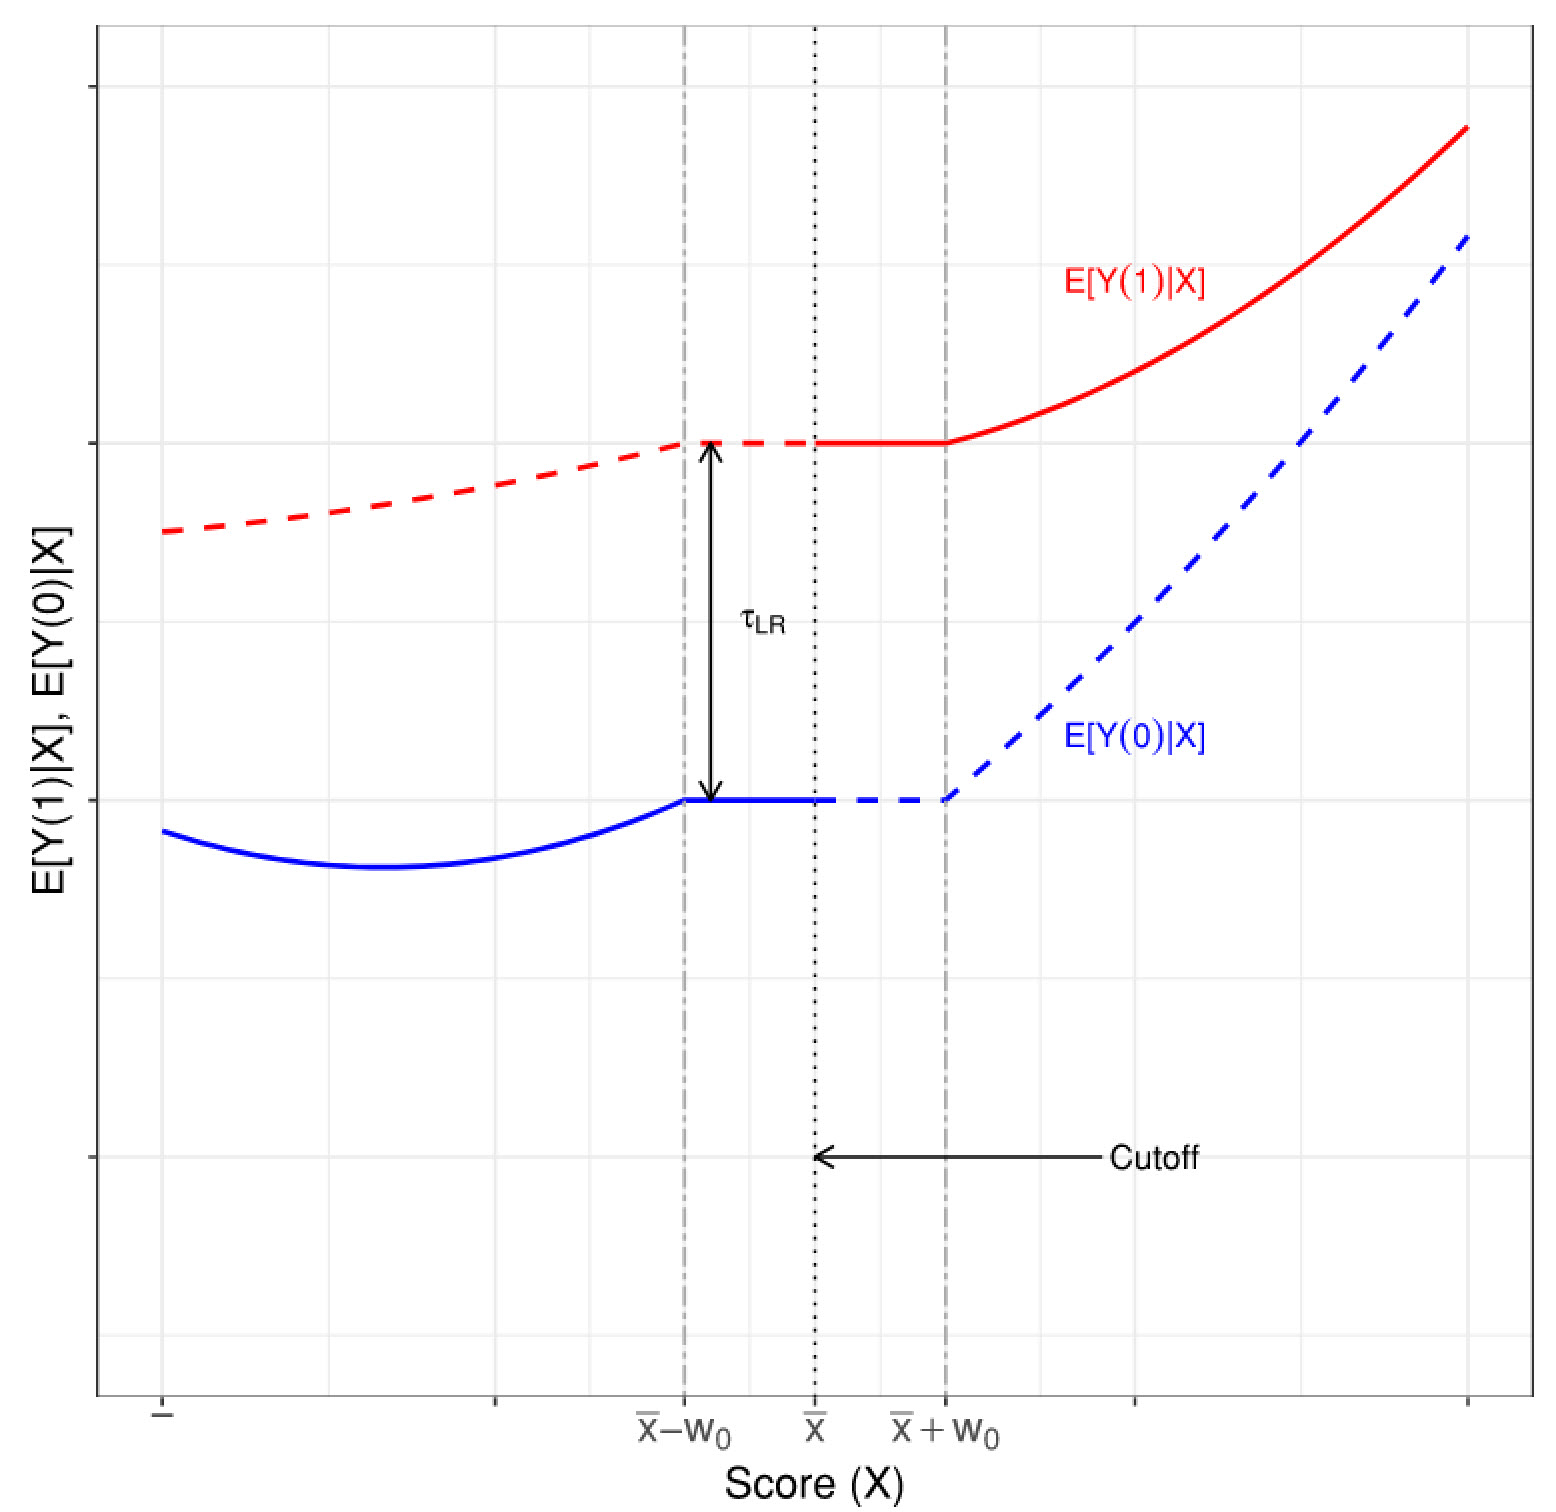 E[Y(1)|X], E[Y(0)|X]
E[Y(1)|X]
τLR
E[Y(0)|X]
Cutoff
–
x̄−w₀
x̄
x̄+w₀
Score (X)